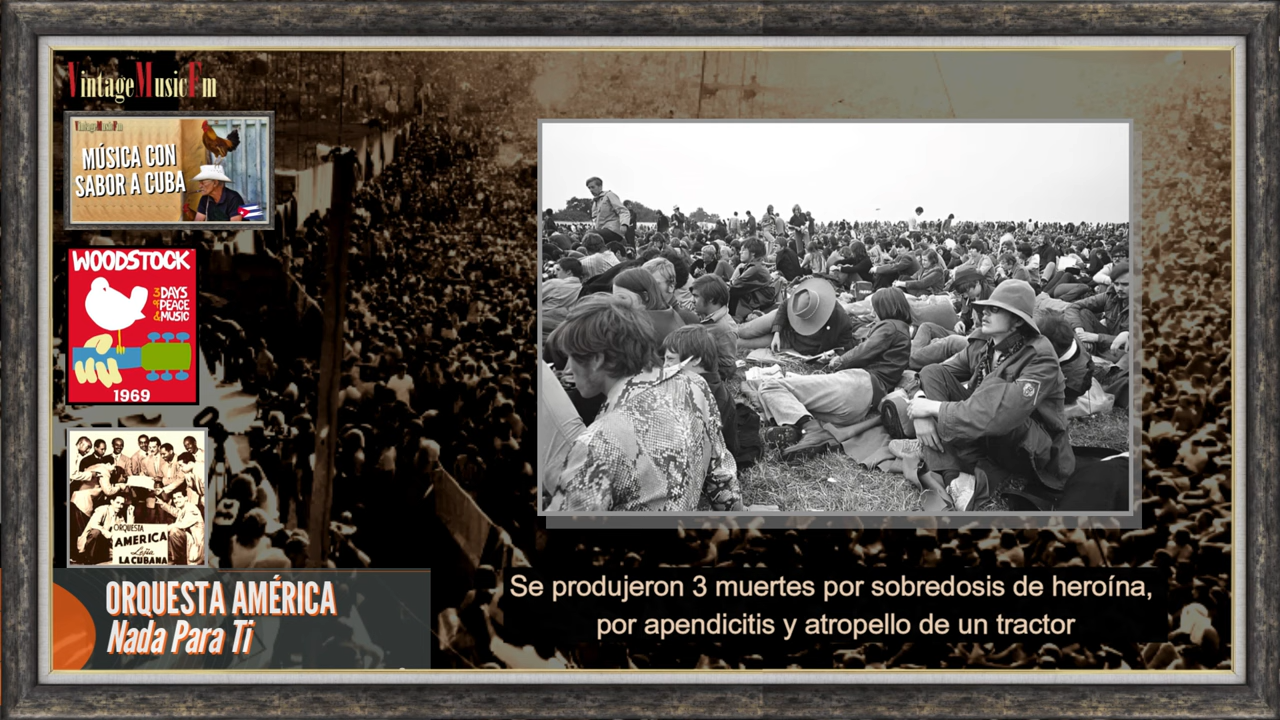 VintageMusicFm
VintageMusicFm
MÚSICA CON
SABOR A CUBA
WOODSTOCK
3 DAYS
of PEACE
& MUSIC
1969
ORQUESTA
AMERICA
LA CUBANA
ORQUESTA AMÉRICA
Nada Para Ti
Se produjeron 3 muertes por sobredosis de heroína,
por apendicitis y atropello de un tractor